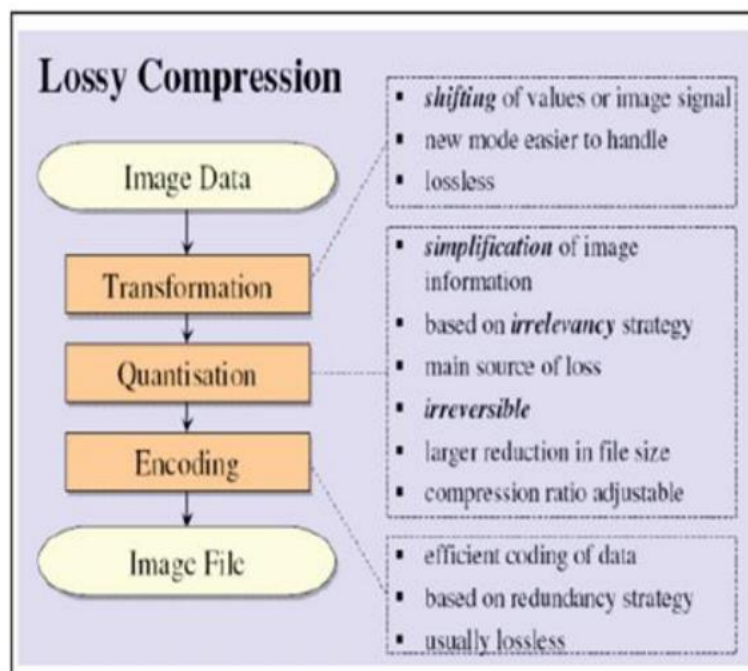 Lossy Compression
Image Data
Transformation
Quantisation
Encoding
Image File
▪ shifting of values or image signal
▪ new mode easier to handle
▪ lossless
▪ simplification of image
information
▪ based on irrelevancy strategy
▪ main source of loss
▪ irreversible
▪ larger reduction in file size
▪ compression ratio adjustable
▪ efficient coding of data
▪ based on redundancy strategy
▪ usually lossless